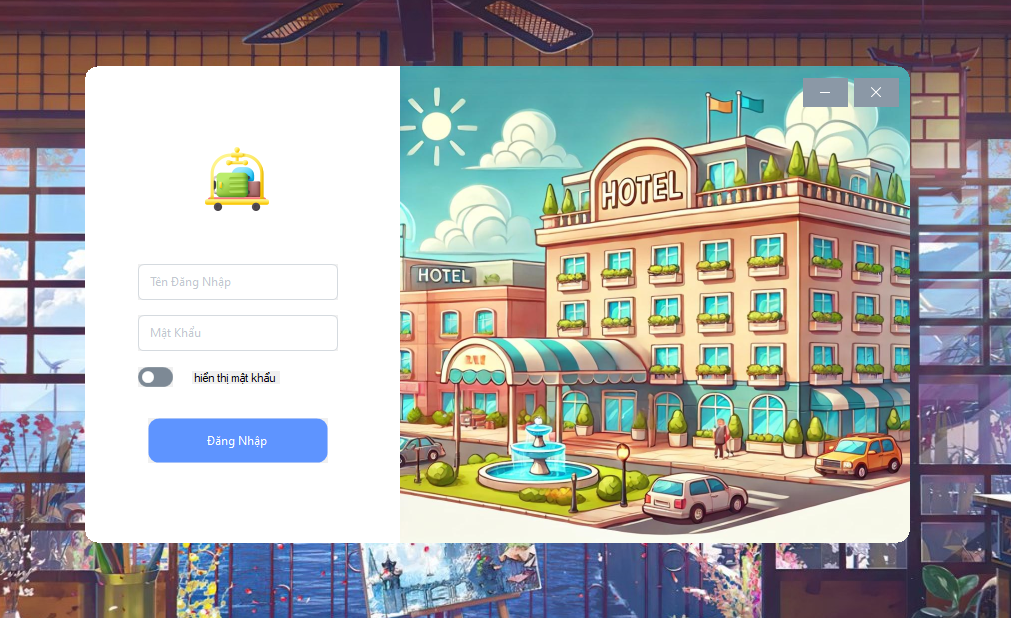 Tên Đăng Nhập
Mật Khẩu
hiển thị mật khẩu
Đăng Nhập
HOTEL
HOTEL